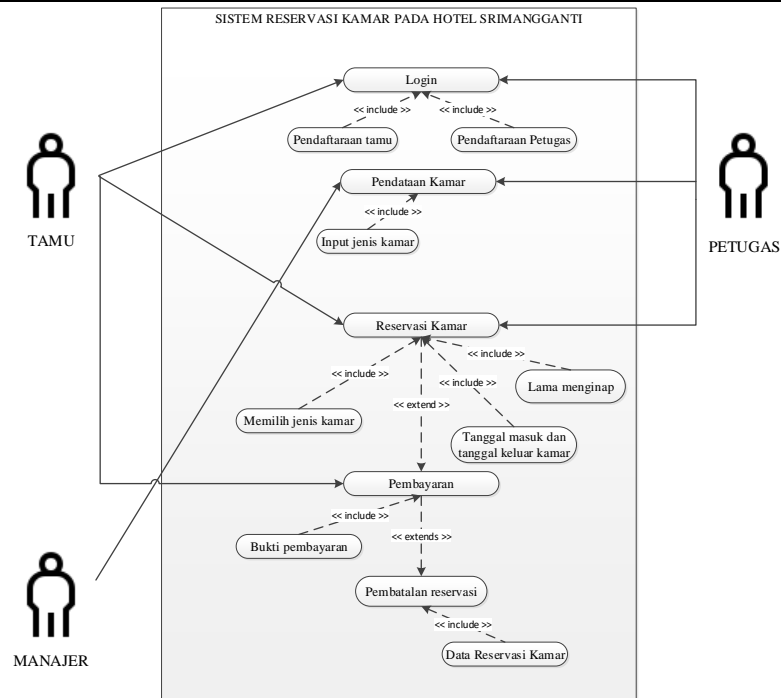 SISTEM RESERVASI KAMAR PADA HOTEL SRIMANGGANTI
Login
<< include >>
<< include >>
Pendaftaraan tamu
Pendaftaraan Petugas
TAMU
PETUGAS
Pendataan Kamar
<< include >>
Input jenis kamar
Reservasi Kamar
<< include >>
<< include >>
<< include >>
Lama menginap
<< extend >>
Memilih jenis kamar
Tanggal masuk dan
tanggal keluar kamar
Pembayaran
<< include >>
<< extends >>
Bukti pembayaran
Pembatalan reservasi
<< include >>
Data Reservasi Kamar
MANAJER